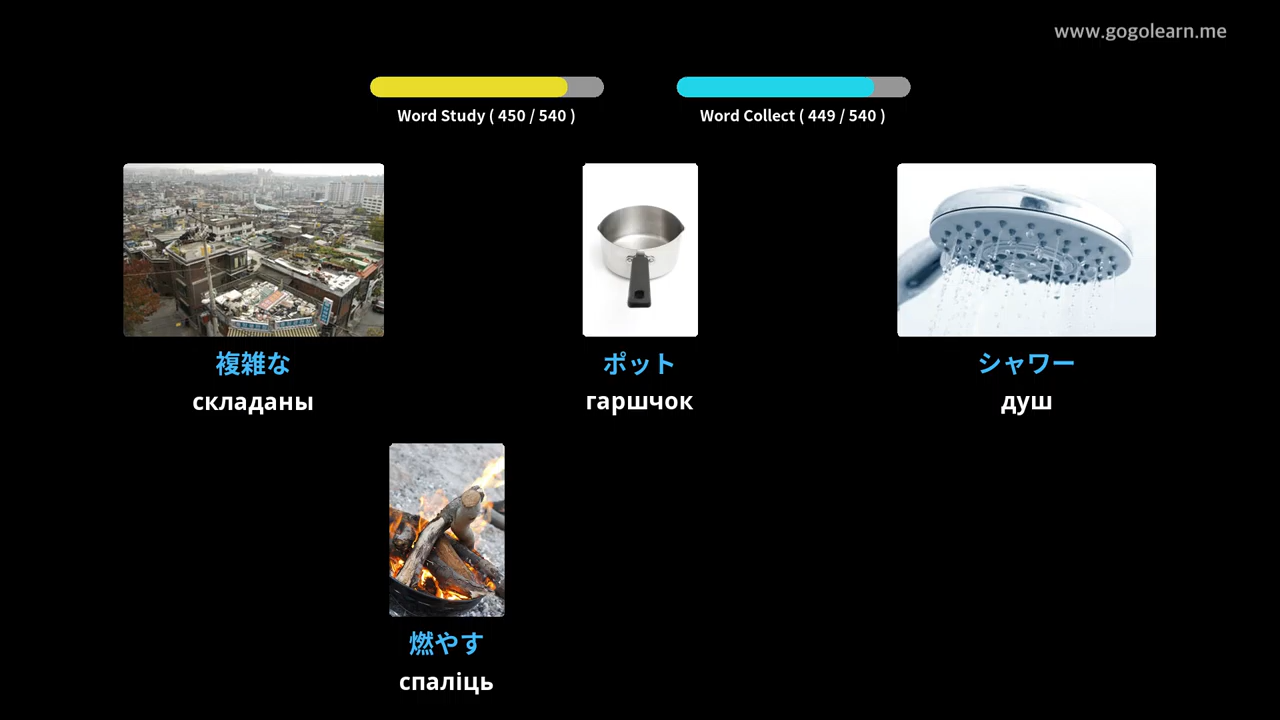 www.gogolearn.me
Word Study ( 450 / 540 )
Word Collect ( 449 / 540 )
複雑な
ポット
シャワー
складаны
гаршчок
душ
燃やす
спаліць